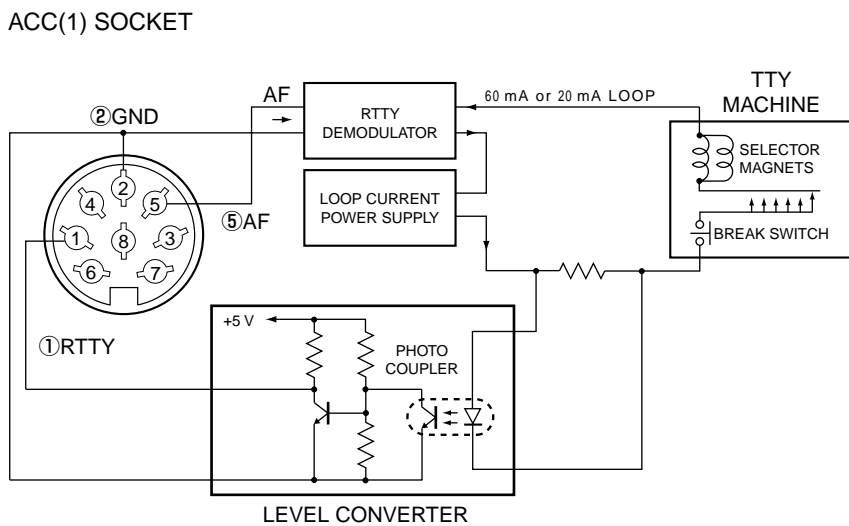 ACC(1) SOCKET
②GND
AF
RTTY
DEMODULATOR
60 mA or 20 mA LOOP
TTY
MACHINE
SELECTOR
MAGNETS
BREAK SWITCH
LOOP CURRENT
POWER SUPPLY
2
4
5
1
8
3
6
7
⑤AF
①RTTY
+5 V
PHOTO
COUPLER
LEVEL CONVERTER